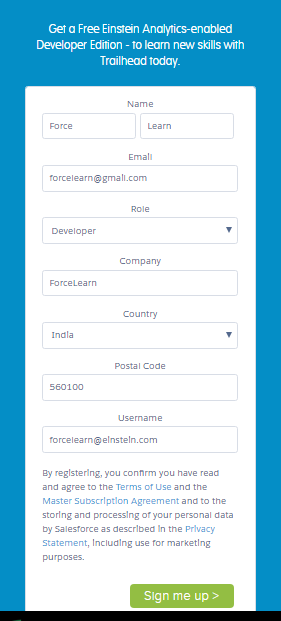 Get a Free Einstein Analytics-enabled
Developer Edition - to learn new skills with
Trailhead today.
Name
Force Learn
Email
forcelearn@gmail.com
Role
Developer
Company
ForceLearn
Country
India
Postal Code
560100
Username
forcelearn@einstein.com
By registering, you confirm you have read
and agree to the Terms of Use and the
Master Subscription Agreement and to the
storing and processing of your personal data
by Salesforce as described in the Privacy
Statement, including use for marketing
purposes.
Sign me up >